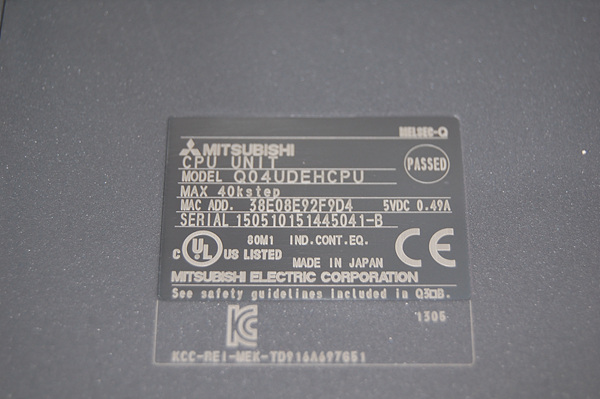 MELSEC-Q
MITSUBISHI
CPU UNIT
PASSED
MODEL Q04UDEHCPU
MAX 40kstep
MAC ADD. 38E08E92F9D4 5VDC 0.49A
SERIAL 150510151445041-B
80M1 IND.CONT.EQ.
C UL US LISTED MADE IN JAPAN CE
MITSUBISHI ELECTRIC CORPORATION
See safety guidelines included in Q3□B.
1305
KCC-REI-MEK-TD916A697G51